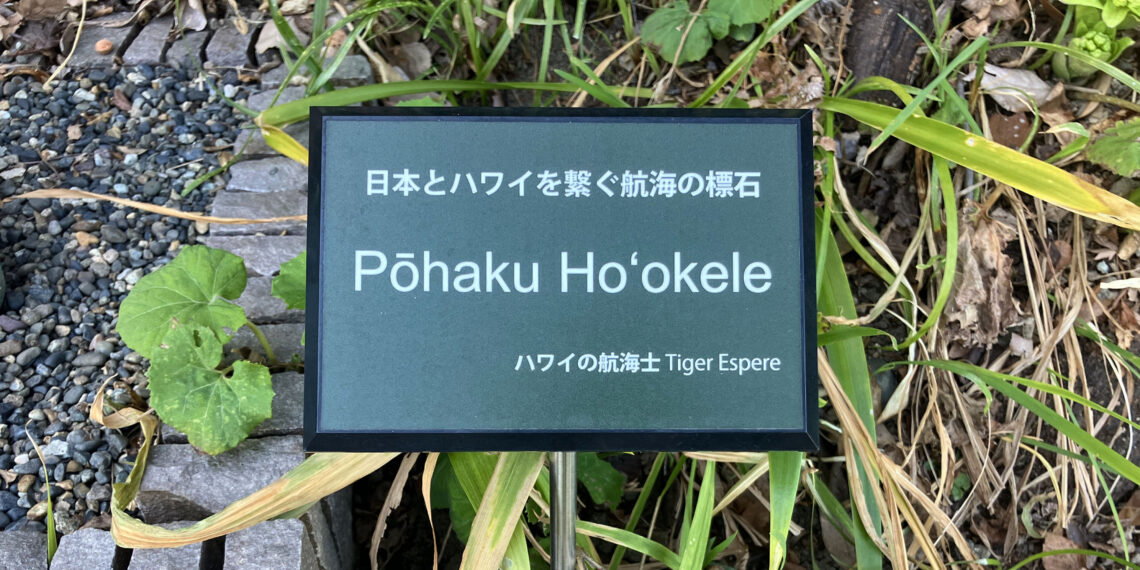 日本とハワイを繋ぐ航海の標石
Pōhaku Hoʻokele
ハワイの航海士 Tiger Espere